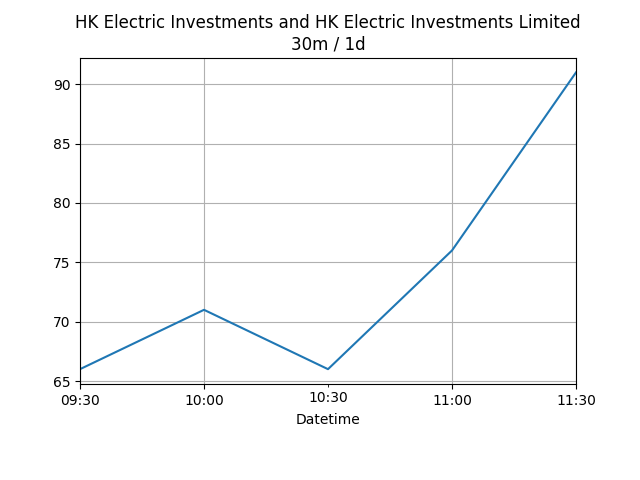 HK Electric Investments and HK Electric Investments Limited
30m / 1d
90
85
80
75
70
65
09:30 10:00 10:30 11:00 11:30
Datetime